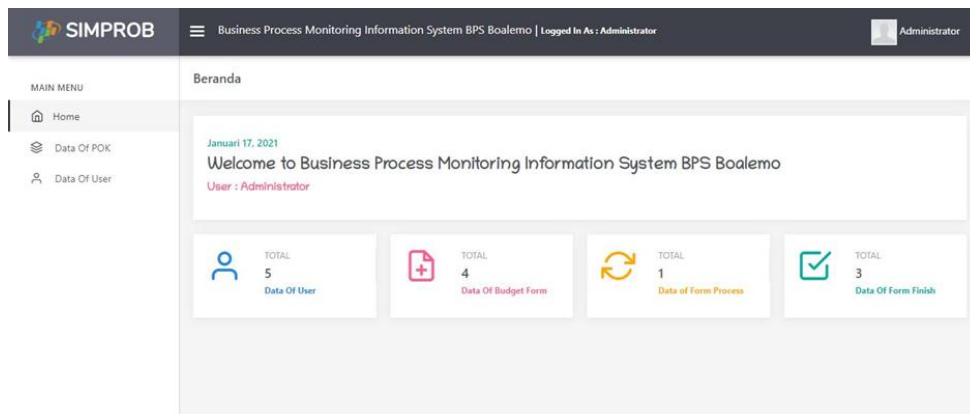 SIMPROB
Business Process Monitoring Information System BPS Boalemo | Logged In As : Administrator
Administrator
MAIN MENU
Home
Data Of POK
Data Of User
Beranda
Januari 17, 2021
Welcome to Business Process Monitoring Information System BPS Boalemo
User : Administrator
TOTAL
5
Data Of User
TOTAL
4
Data Of Budget Form
TOTAL
1
Data of Form Process
TOTAL
3
Data Of Form Finish